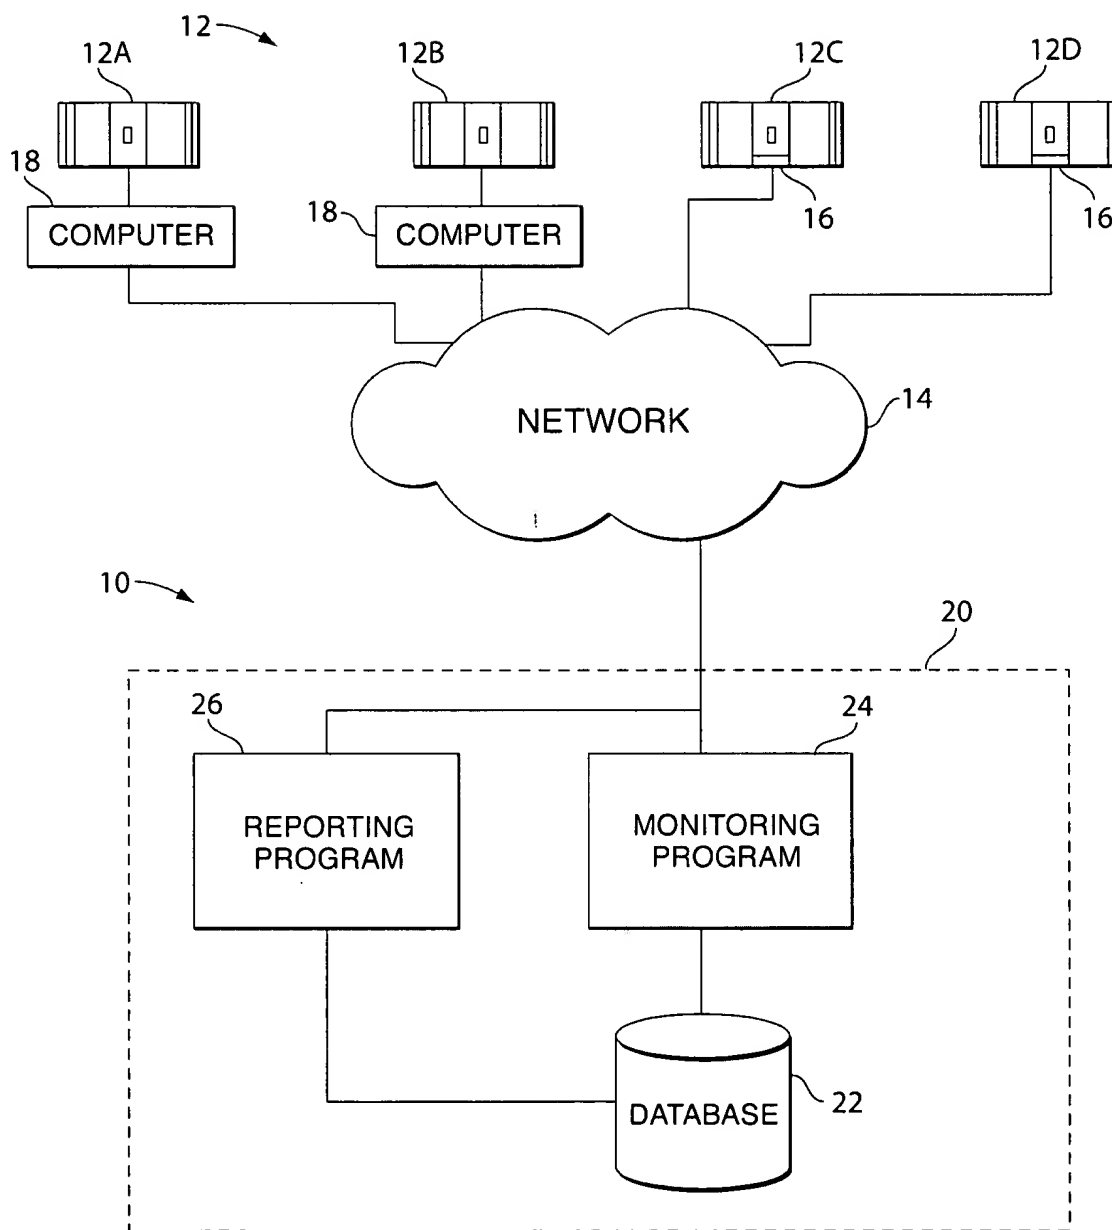 12
12A
12B
12C
12D
18
COMPUTER
18
COMPUTER
16
16
NETWORK
14
10
20
26
24
REPORTING
PROGRAM
MONITORING
PROGRAM
DATABASE
22